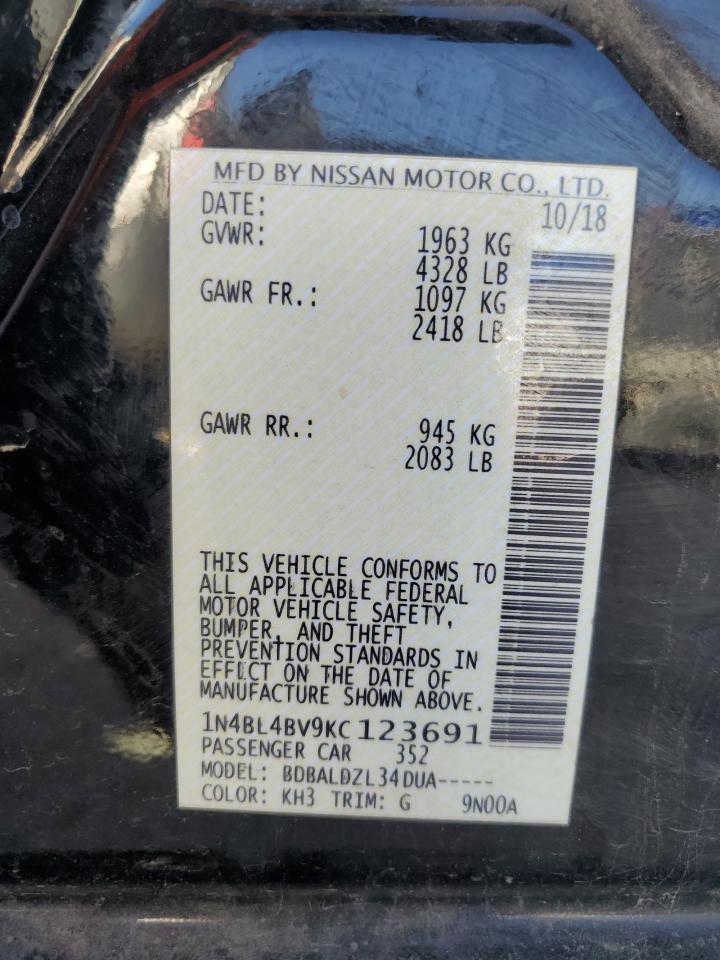 MFD BY NISSAN MOTOR CO., LTD.
DATE: 10/18
GVWR: 1963 KG
4328 LB
GAWR FR.: 1097 KG
2418 LB
GAWR RR.: 945 KG
2083 LB
THIS VEHICLE CONFORMS TO
ALL APPLICABLE FEDERAL
MOTOR VEHICLE SAFETY,
BUMPER, AND THEFT
PREVENTION STANDARDS IN
EFFECT ON THE DATE OF
MANUFACTURE SHOWN ABOVE.
1N4BL4BV9KC123691
PASSENGER CAR 352
MODEL: BDBALDZL34DUA-----
COLOR: KH3 TRIM: G 9N00A